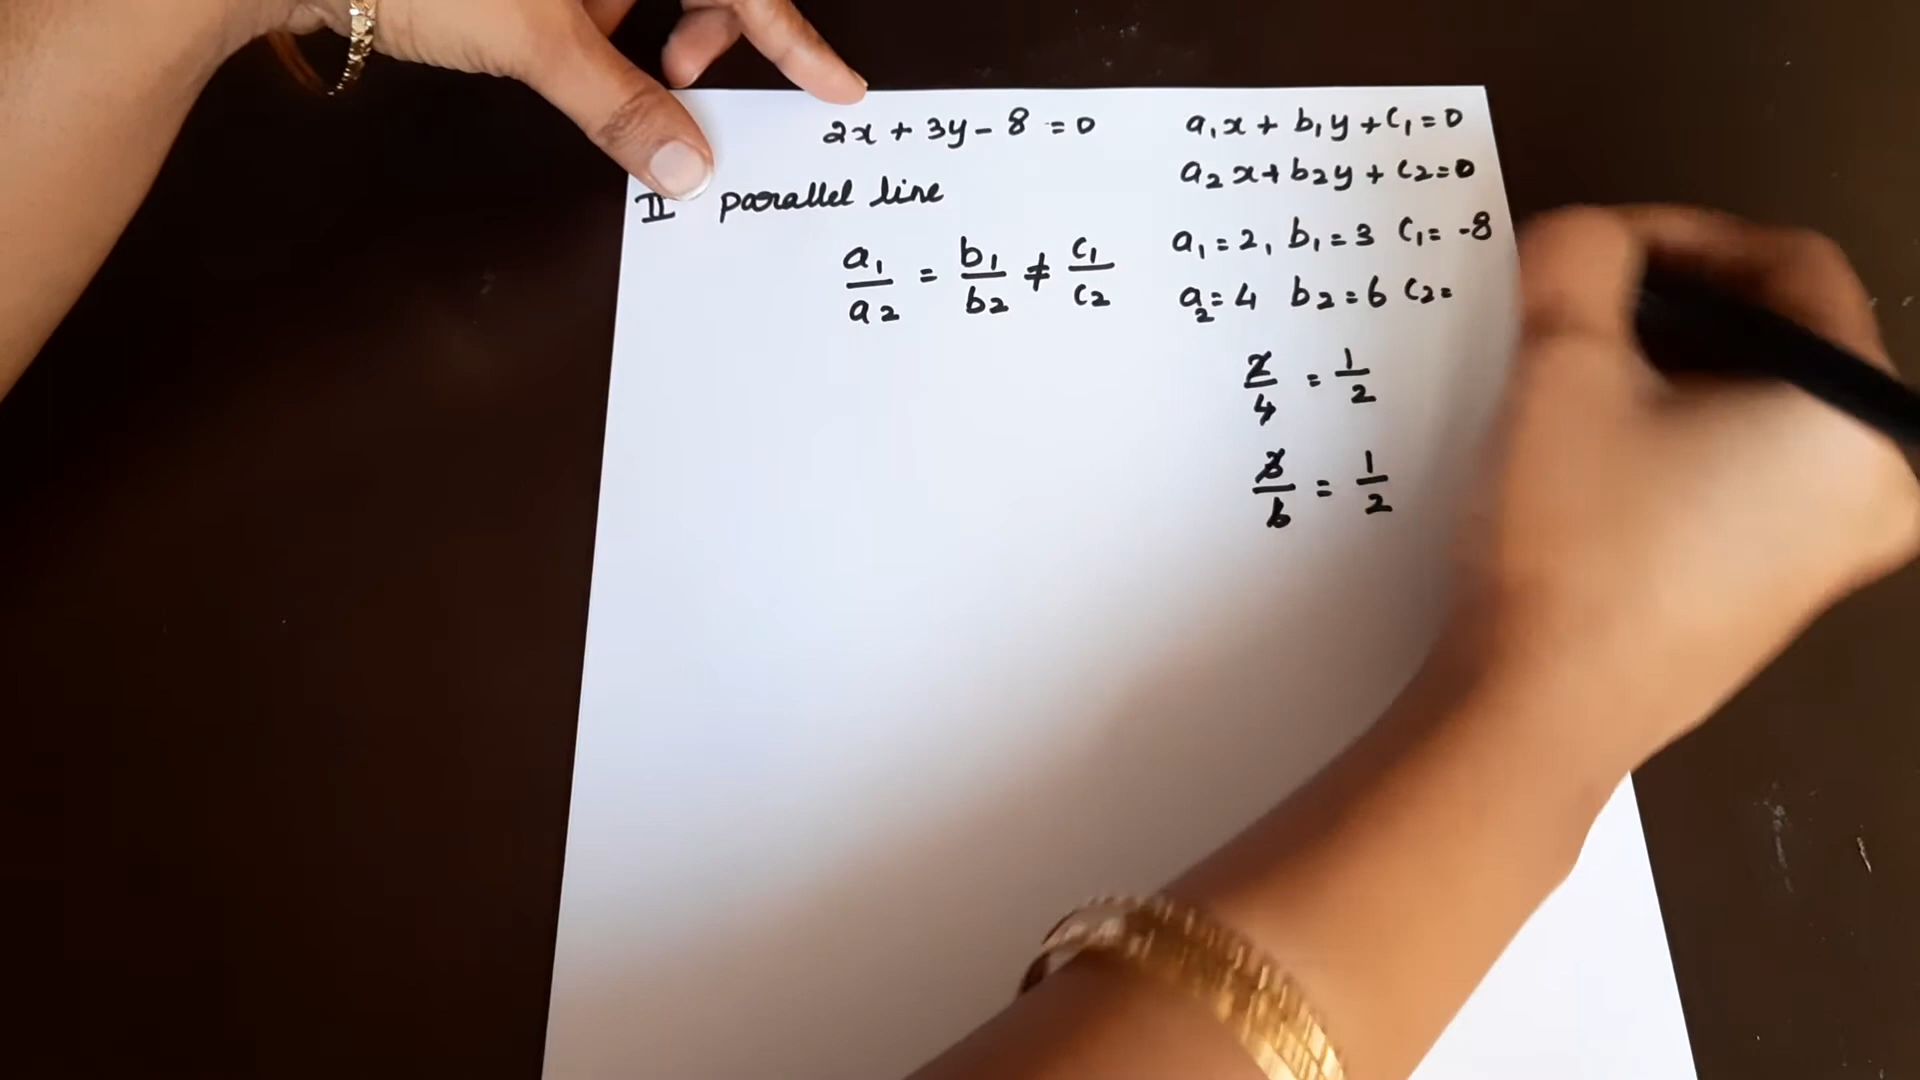 2x + 3y - 8 = 0
II parallel line
a1/a2 = b1/b2 ≠ c1/c2
a1x + b1y + c1 = 0
a2x + b2y + c2 = 0
a1 = 2, b1 = 3 c1 = -8
a2 = 4 b2 = 6 c2 =
2/4 = 1/2
3/6 = 1/2